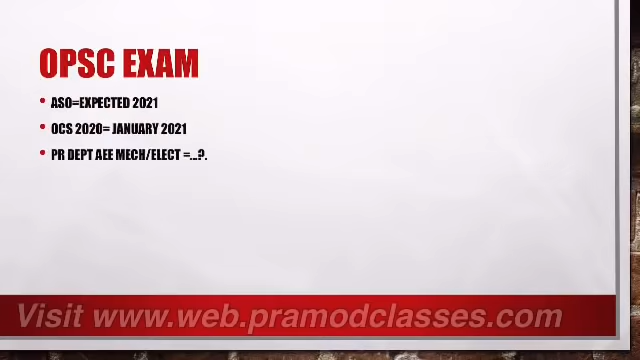 OPSC EXAM
• ASO=EXPECTED 2021
• OCS 2020= JANUARY 2021
• PR DEPT AEE MECH/ELECT =...?.
Visit www.web.pramodclasses.com